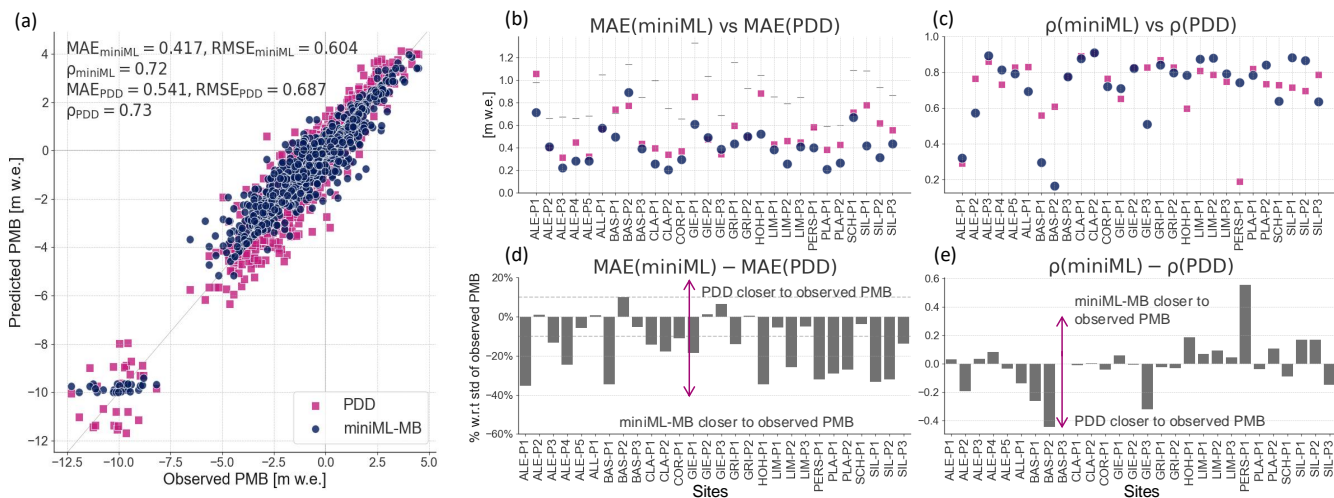 (a)
MAEminiML = 0.417, RMSEminiML = 0.604
ρminiML = 0.72
MAEPDD = 0.541, RMSEPDD = 0.687
ρPDD = 0.73
Predicted PMB [m w.e.]
4
2
0
−2
−4
−6
−8
−10
−12
PDD
miniML-MB
−12.5 −10.0 −7.5 −5.0 −2.5 0.0 2.5 5.0
Observed PMB [m w.e.]
(b) MAE(miniML) vs MAE(PDD)
[m w.e.]
1.2
1.0
0.8
0.6
0.4
0.2
0.0
ALE-P1 ALE-P2 ALE-P3 ALE-P4 ALE-P5 ALL-P1 BAS-P1 BAS-P2 BAS-P3 CLA-P1 CLA-P2 COR-P1 GIE-P1 GIE-P2 GIE-P3 GRI-P1 GRI-P2 HOH-P1 LIM-P1 LIM-P2 LIM-P3 PERS-P1 PLA-P1 PLA-P2 SCH-P1 SIL-P1 SIL-P2 SIL-P3
(c) ρ(miniML) vs ρ(PDD)
1.0
0.8
0.6
0.4
0.2
ALE-P1 ALE-P2 ALE-P3 ALE-P4 ALE-P5 ALL-P1 BAS-P1 BAS-P2 BAS-P3 CLA-P1 CLA-P2 COR-P1 GIE-P1 GIE-P2 GIE-P3 GRI-P1 GRI-P2 HOH-P1 LIM-P1 LIM-P2 LIM-P3 PERS-P1 PLA-P1 PLA-P2 SCH-P1 SIL-P1 SIL-P2 SIL-P3
(d) MAE(miniML) − MAE(PDD)
% w.r.t std of observed PMB
20%
0%
−20%
−40%
−60%
PDD closer to observed PMB
miniML-MB closer to observed PMB
ALE-P1 ALE-P2 ALE-P3 ALE-P4 ALE-P5 ALL-P1 BAS-P1 BAS-P2 BAS-P3 CLA-P1 CLA-P2 COR-P1 GIE-P1 GIE-P2 GIE-P3 GRI-P1 GRI-P2 HOH-P1 LIM-P1 LIM-P2 LIM-P3 PERS-P1 PLA-P1 PLA-P2 SCH-P1 SIL-P1 SIL-P2 SIL-P3
Sites
(e) ρ(miniML) − ρ(PDD)
0.6
0.4
0.2
0.0
−0.2
−0.4
miniML-MB closer to
observed PMB
PDD closer to observed PMB
ALE-P1 ALE-P2 ALE-P3 ALE-P4 ALE-P5 ALL-P1 BAS-P1 BAS-P2 BAS-P3 CLA-P1 CLA-P2 COR-P1 GIE-P1 GIE-P2 GIE-P3 GRI-P1 GRI-P2 HOH-P1 LIM-P1 LIM-P2 LIM-P3 PERS-P1 PLA-P1 PLA-P2 SCH-P1 SIL-P1 SIL-P2 SIL-P3
Sites